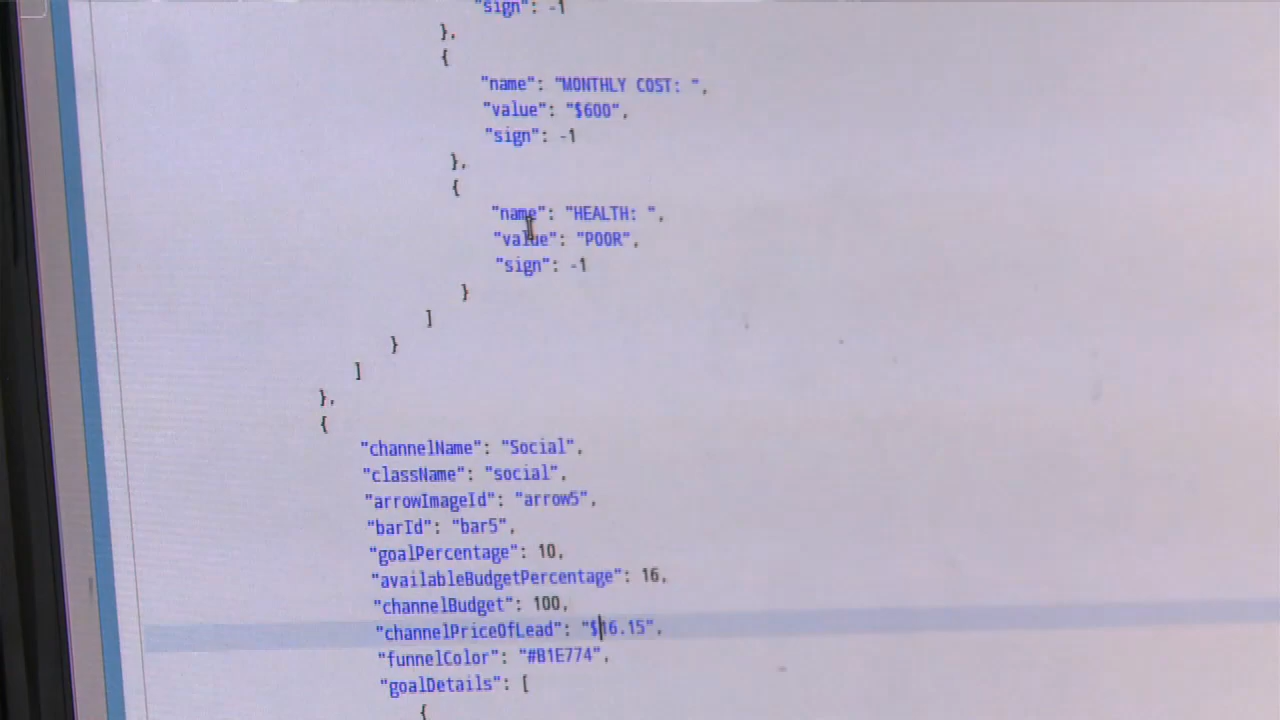 "sign": -1
},
{
"name": "MONTHLY COST: ",
"value": "$600",
"sign": -1
},
{
"name": "HEALTH: ",
"value": "POOR",
"sign": -1
}
]
}
]
},
{
"channelName": "Social",
"className": "social",
"arrowImageId": "arrow5",
"barId": "bar5",
"goalPercentage": 10,
"availableBudgetPercentage": 16,
"channelBudget": 100,
"channelPriceOfLead": "$16.15",
"funnelColor": "#B1E774",
"goalDetails": [
{